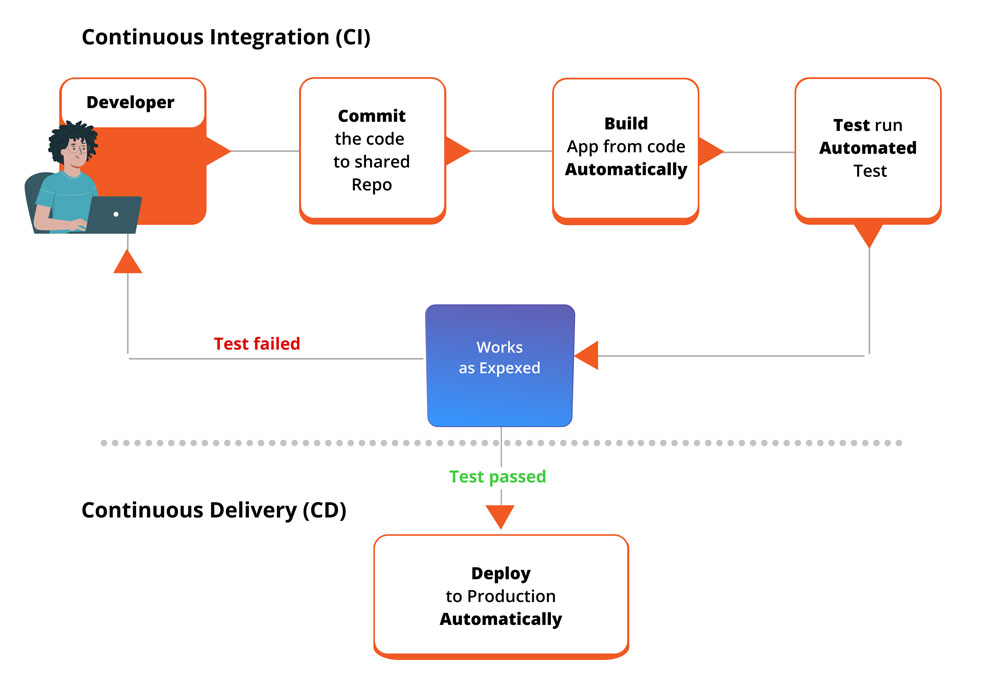 Continuous Integration (CI)
Developer
Commit
the code
to shared
Repo
Build
App from code
Automatically
Test run
Automated
Test
Works
as Expexed
Test failed
Test passed
Continuous Delivery (CD)
Deploy
to Production
Automatically